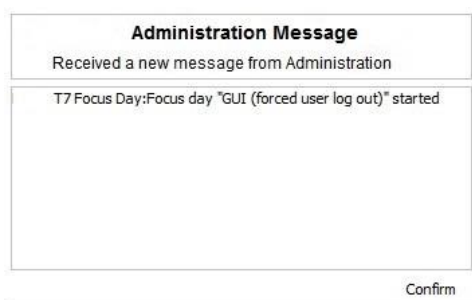 Administration Message
Received a new message from Administration
T7 Focus Day:Focus day "GUI (forced user log out)" started
Confirm